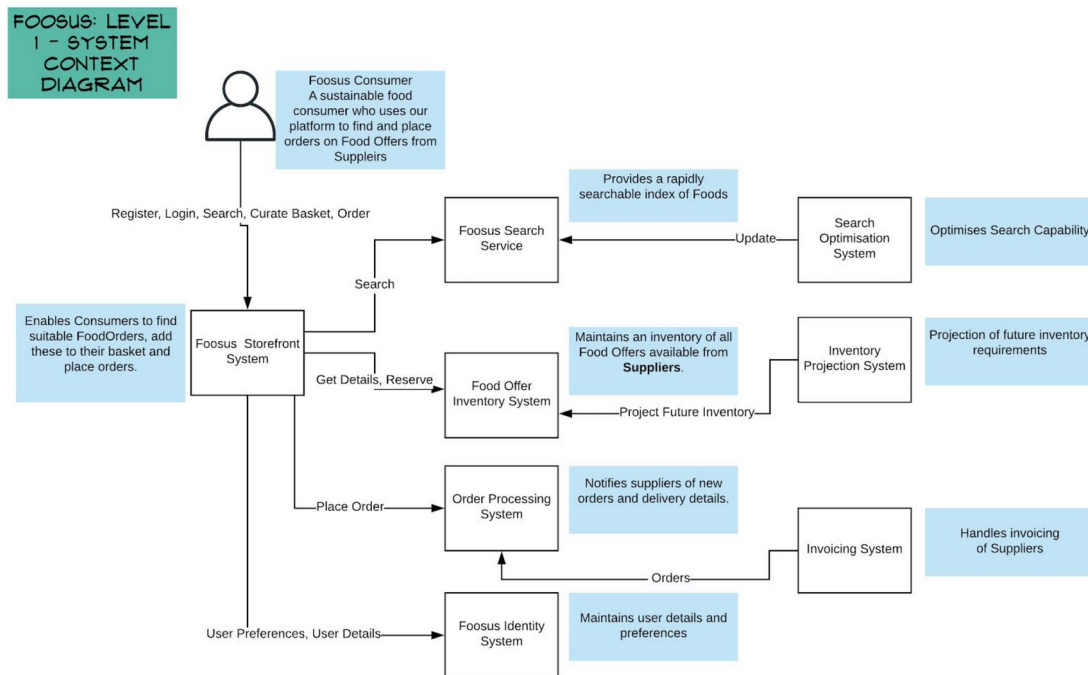 FOOSUS: LEVEL
1 - SYSTEM
CONTEXT
DIAGRAM
Foosus Consumer
A sustainable food
consumer who uses our
platform to find and place
orders on Food Offers from
Suppleirs
Register, Login, Search, Curate Basket, Order
Provides a rapidly
searchable index of Foods
Foosus Search
Service
Update
Search
Optimisation
System
Optimises Search Capability
Search
Enables Consumers to find
suitable FoodOrders, add
these to their basket and
place orders.
Foosus Storefront
System
Get Details, Reserve
Maintains an inventory of all
Food Offers available from
Suppliers.
Food Offer
Inventory System
Project Future Inventory
Inventory
Projection System
Projection of future inventory
requirements
Place Order
Order Processing
System
Notifies suppliers of new
orders and delivery details.
Orders
Invoicing System
Handles invoicing
of Suppliers
User Preferences, User Details
Foosus Identity
System
Maintains user details and
preferences